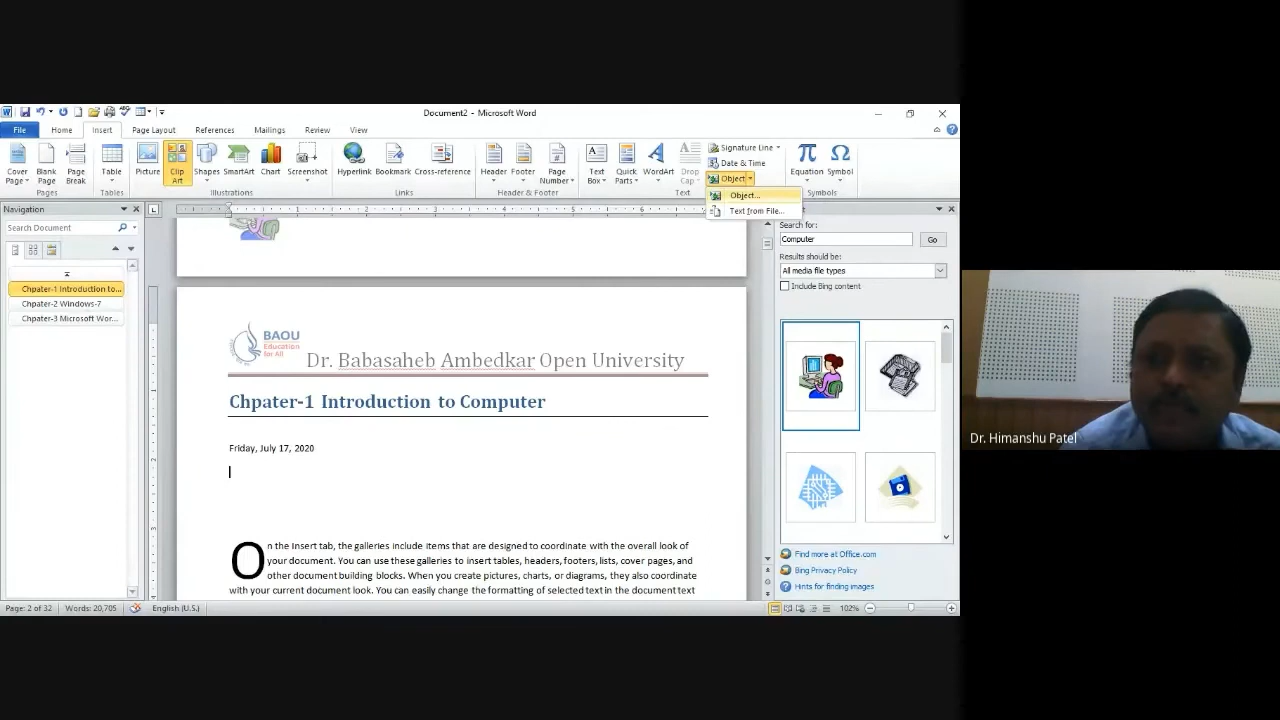 Document2 - Microsoft Word
File Home Insert Page Layout References Mailings Review View
Cover Page Blank Page Page Break Table Picture Clip Art Shapes SmartArt Chart Screenshot Hyperlink Bookmark Cross-reference Header Footer Page Number Text Box Quick Parts WordArt Drop Cap Signature Line Date & Time Object Equation Symbol
Pages Tables Illustrations Links Header & Footer Text Symbols
Object...
Text from File...
Navigation
Search Document
Chpater-1 Introduction to...
Chpater-2 Windows-7
Chpater-3 Microsoft Wor...
BAOU
Education
for All
Dr. Babasaheb Ambedkar Open University
Chpater-1 Introduction to Computer
Friday, July 17, 2020
On the Insert tab, the galleries include items that are designed to coordinate with the overall look of
your document. You can use these galleries to insert tables, headers, footers, lists, cover pages, and
other document building blocks. When you create pictures, charts, or diagrams, they also coordinate
with your current document look. You can easily change the formatting of selected text in the document text
Search for:
Computer Go
Results should be:
All media file types
Include Bing content
Find more at Office.com
Bing Privacy Policy
Hints for finding images
Page: 2 of 32 Words: 20,705 English (U.S.) 102%
Dr. Himanshu Patel